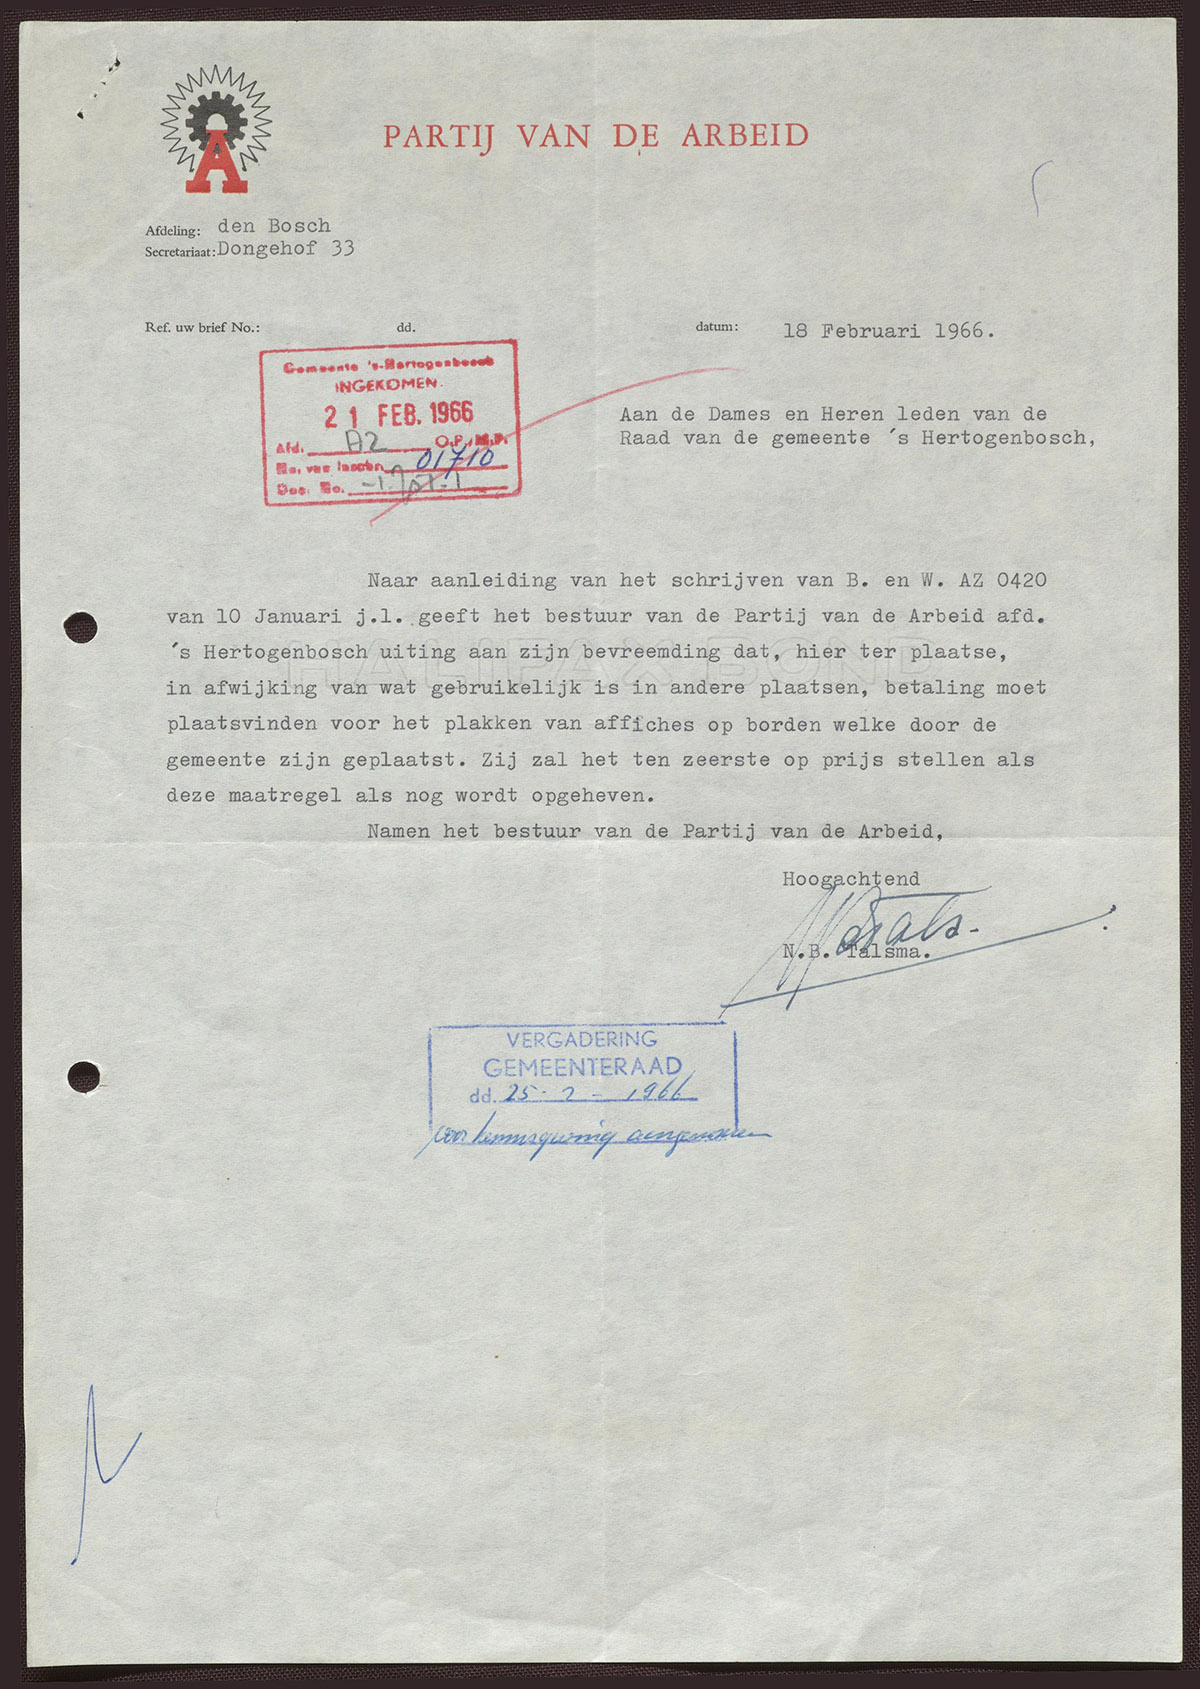 PARTIJ VAN DE ARBEID
A
Afdeling: den Bosch
Secretariaat: Dongehof 33
Ref. uw brief No.: dd. datum: 18 Februari 1966.
Gemeente 's-Hertogenbosch
INGEKOMEN.
21 FEB. 1966
Afd. AZ O.P./M.P.
No. van Inschr. 01710
Dos. No.
Aan de Dames en Heren leden van de
Raad van de gemeente 's Hertogenbosch,
Naar aanleiding van het schrijven van B. en W. AZ 0420
van 10 Januari j.l. geeft het bestuur van de Partij van de Arbeid afd.
's Hertogenbosch uiting aan zijn bevreemding dat, hier ter plaatse,
in afwijking van wat gebruikelijk is in andere plaatsen, betaling moet
plaatsvinden voor het plakken van affiches op borden welke door de
gemeente zijn geplaatst. Zij zal het ten zeerste op prijs stellen als
deze maatregel als nog wordt opgeheven.
Namen het bestuur van de Partij van de Arbeid,
Hoogachtend
N.B. Talsma.
VERGADERING
GEMEENTERAAD
dd. 25-2-1966
voor kennisgeving aangenomen
HALIFAX BOND